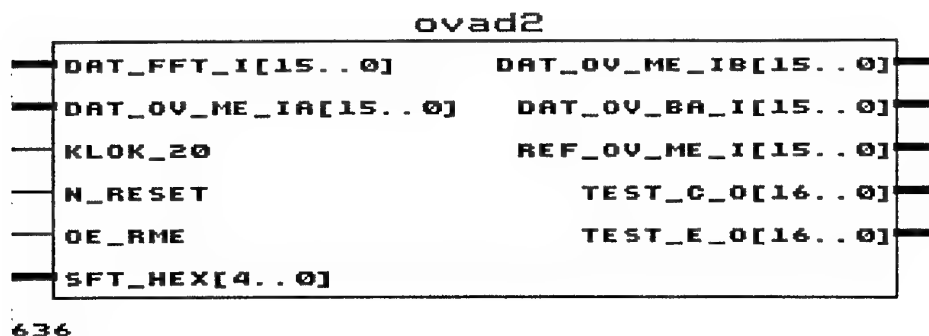 ovad2
DAT_FFT_I[15..0] DAT_OV_ME_IB[15..0]
DAT_OV_ME_IA[15..0] DAT_OV_BA_I[15..0]
KLOK_20 REF_OV_ME_I[15..0]
N_RESET TEST_C_O[16..0]
OE_RME TEST_E_O[16..0]
SFT_HEX[4..0]
636